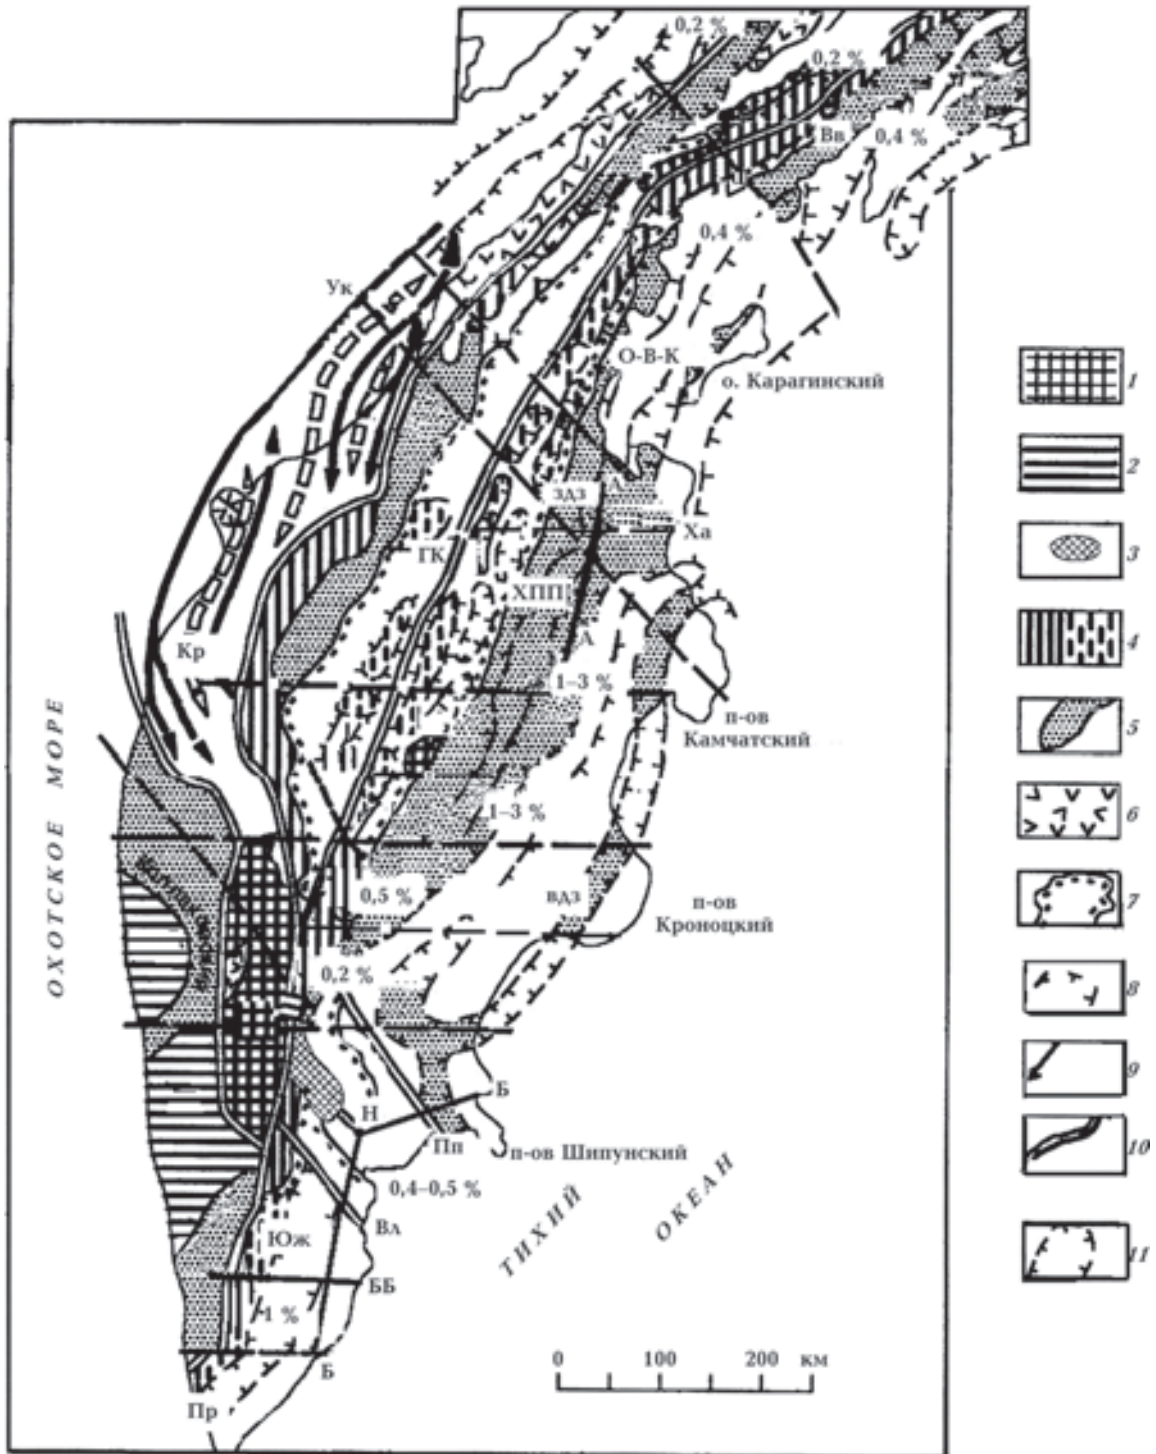 0,2 %
0,2 %
Вв
0,4 %
0,4 %
Ук
О-В-К
о. Карагинский
А
здз
Ха
ГК
ХПП
А
Кр
1–3 %
п-ов
Камчатский
1–3 %
0,5 %
вдз
п-ов
Кроноцкий
0,2 %
ОХОТСКОЕ МОРЕ
Б
Н
Пп
п-ов Шипунский
0,4–0,5 %
Вл
Юж
ББ
1 %
Б
Пр
ТИХИЙ ОКЕАН
0 100 200 км
1
2
3
4
5
6
7
8
9
10
11